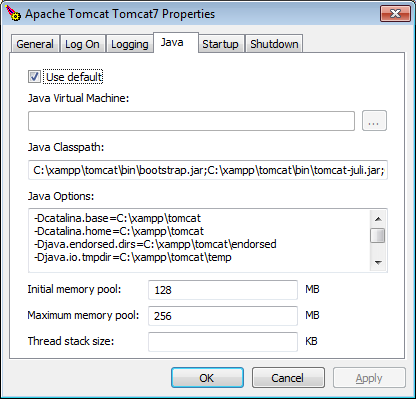 Apache Tomcat Tomcat7 Properties
General Log On Logging Java Startup Shutdown
Use default
Java Virtual Machine:
...
Java Classpath:
C:\xampp\tomcat\bin\bootstrap.jar;C:\xampp\tomcat\bin\tomcat-juli.jar;
Java Options:
-Dcatalina.base=C:\xampp\tomcat
-Dcatalina.home=C:\xampp\tomcat
-Djava.endorsed.dirs=C:\xampp\tomcat\endorsed
-Djava.io.tmpdir=C:\xampp\tomcat\temp
Initial memory pool: 128 MB
Maximum memory pool: 256 MB
Thread stack size: KB
OK Cancel Apply